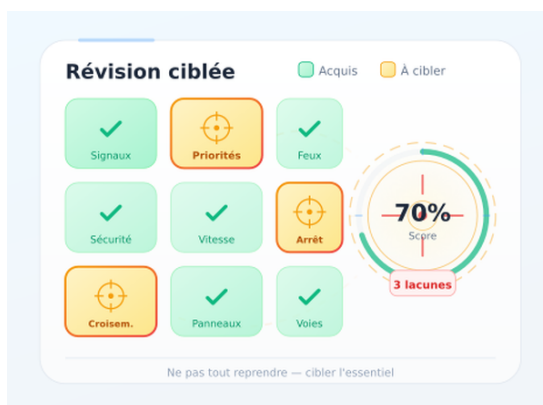 Révision ciblée
Acquis
À cibler
Signaux
Priorités
Feux
Sécurité
Vitesse
Arrêt
Croisem.
Panneaux
Voies
70%
Score
3 lacunes
Ne pas tout reprendre — cibler l'essentiel